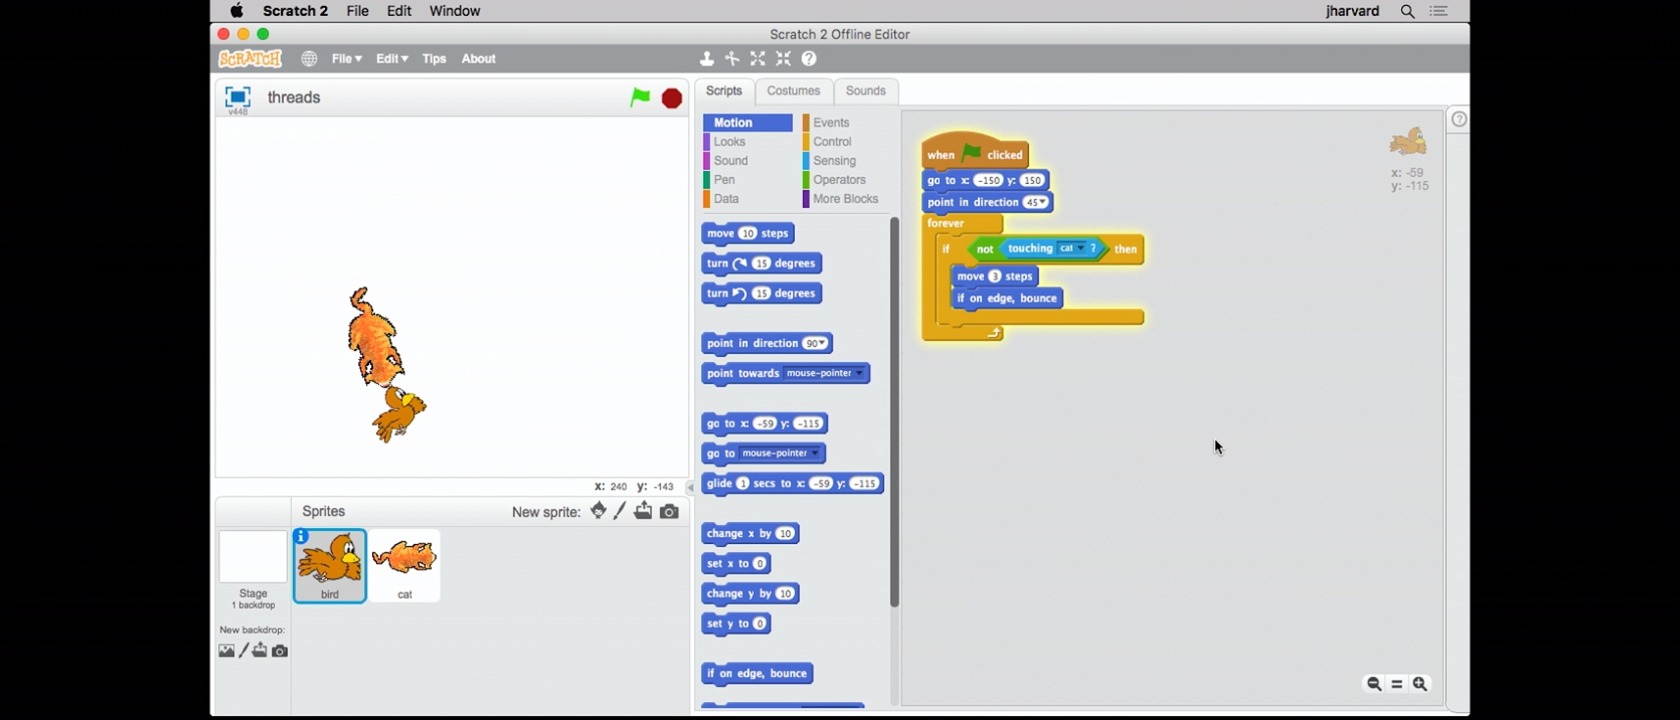 Scratch 2 File Edit Window jharvard
Scratch 2 Offline Editor
SCRATCH File Edit Tips About
v448 threads
Scripts Costumes Sounds
Motion Events
Looks Control
Sound Sensing
Pen Operators
Data More Blocks
move 10 steps
turn 15 degrees
turn 15 degrees
point in direction 90
point towards mouse-pointer
go to x: -59 y: -115
go to mouse-pointer
glide 1 secs to x: -59 y: -115
change x by 10
set x to 0
change y by 10
set y to 0
if on edge, bounce
when clicked
go to x: -150 y: 150
point in direction 45
forever
if not touching cat ? then
move 3 steps
if on edge, bounce
x: -59
y: -115
x: 240 y: -143
Sprites New sprite:
Stage
1 backdrop
New backdrop:
bird
cat